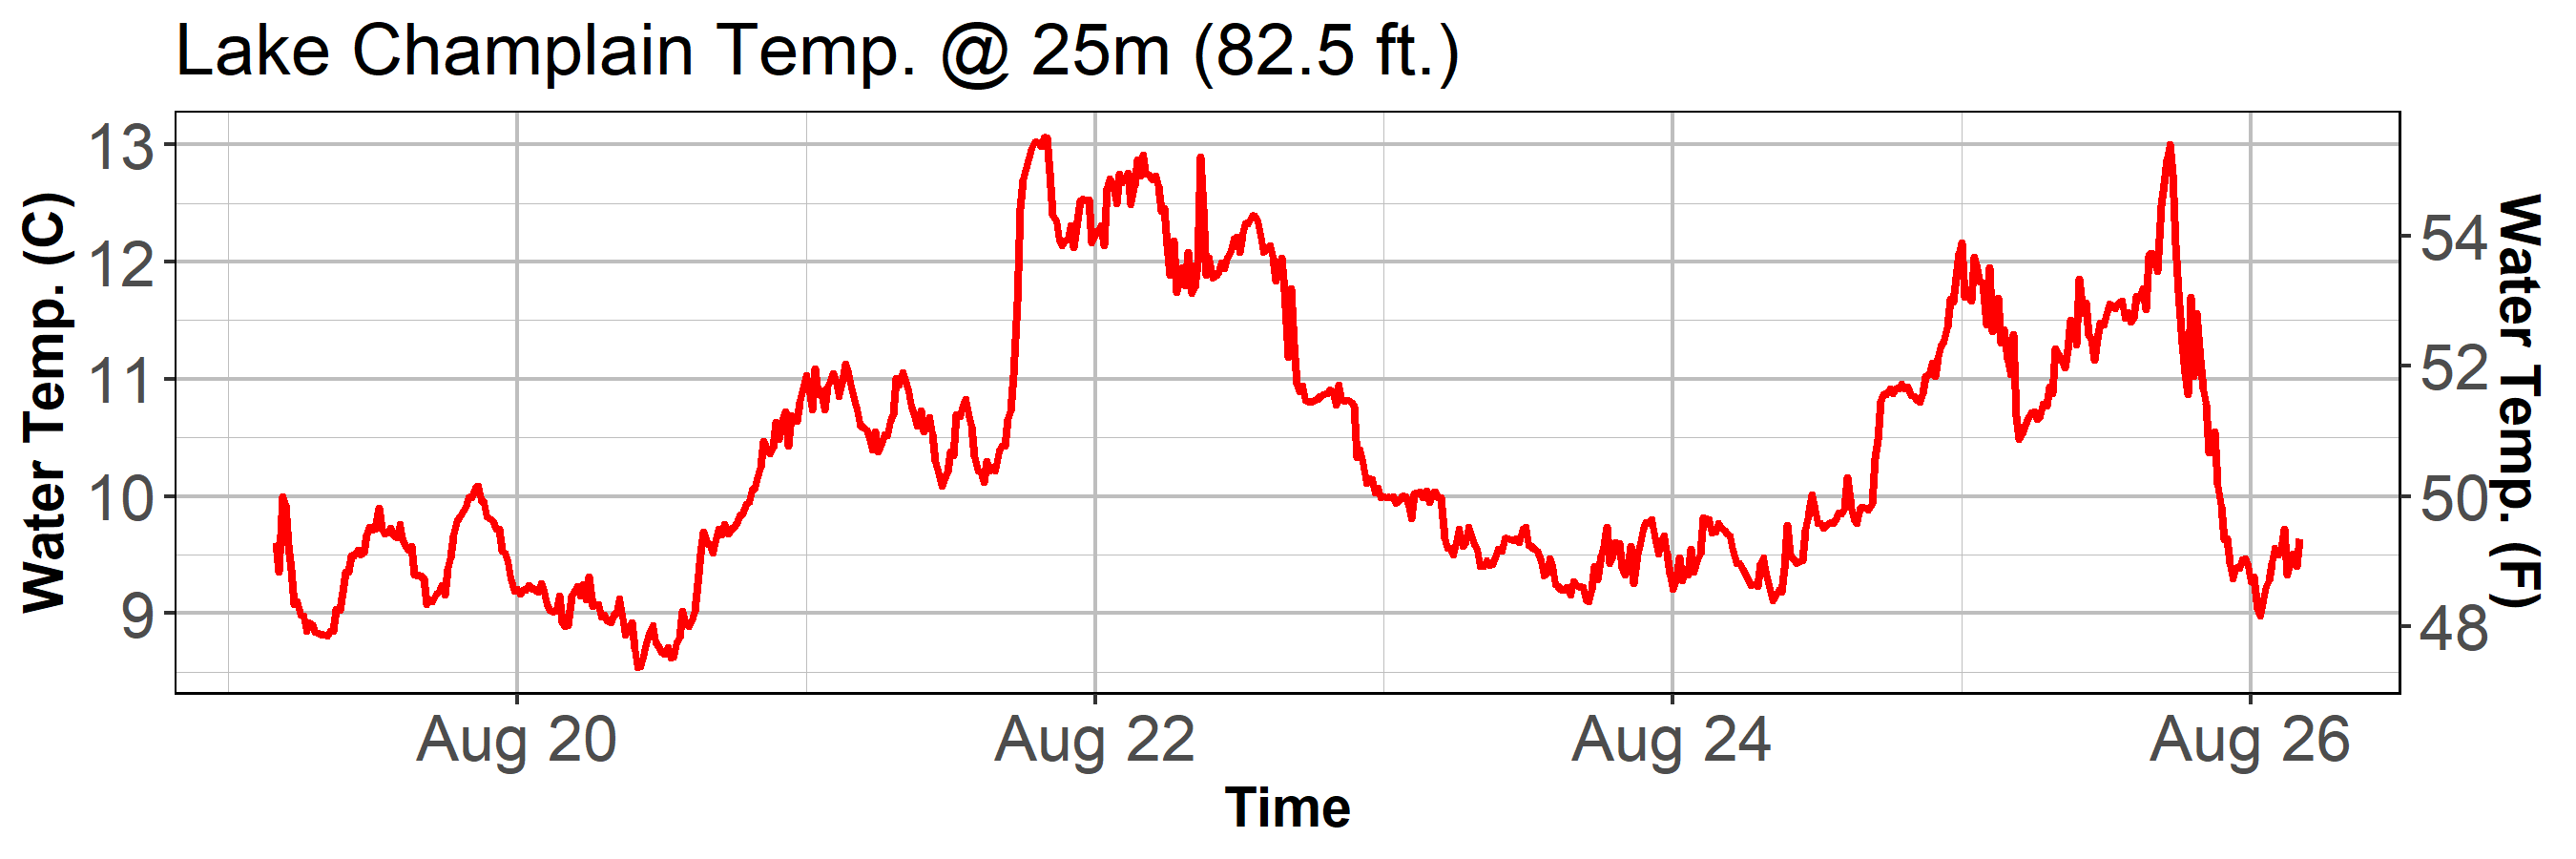 Lake Champlain Temp. @ 25m (82.5 ft.)
Water Temp. (C)
13
12
11
10
9
54
52
50
48
Water Temp. (F)
Aug 20 Aug 22 Aug 24 Aug 26
Time